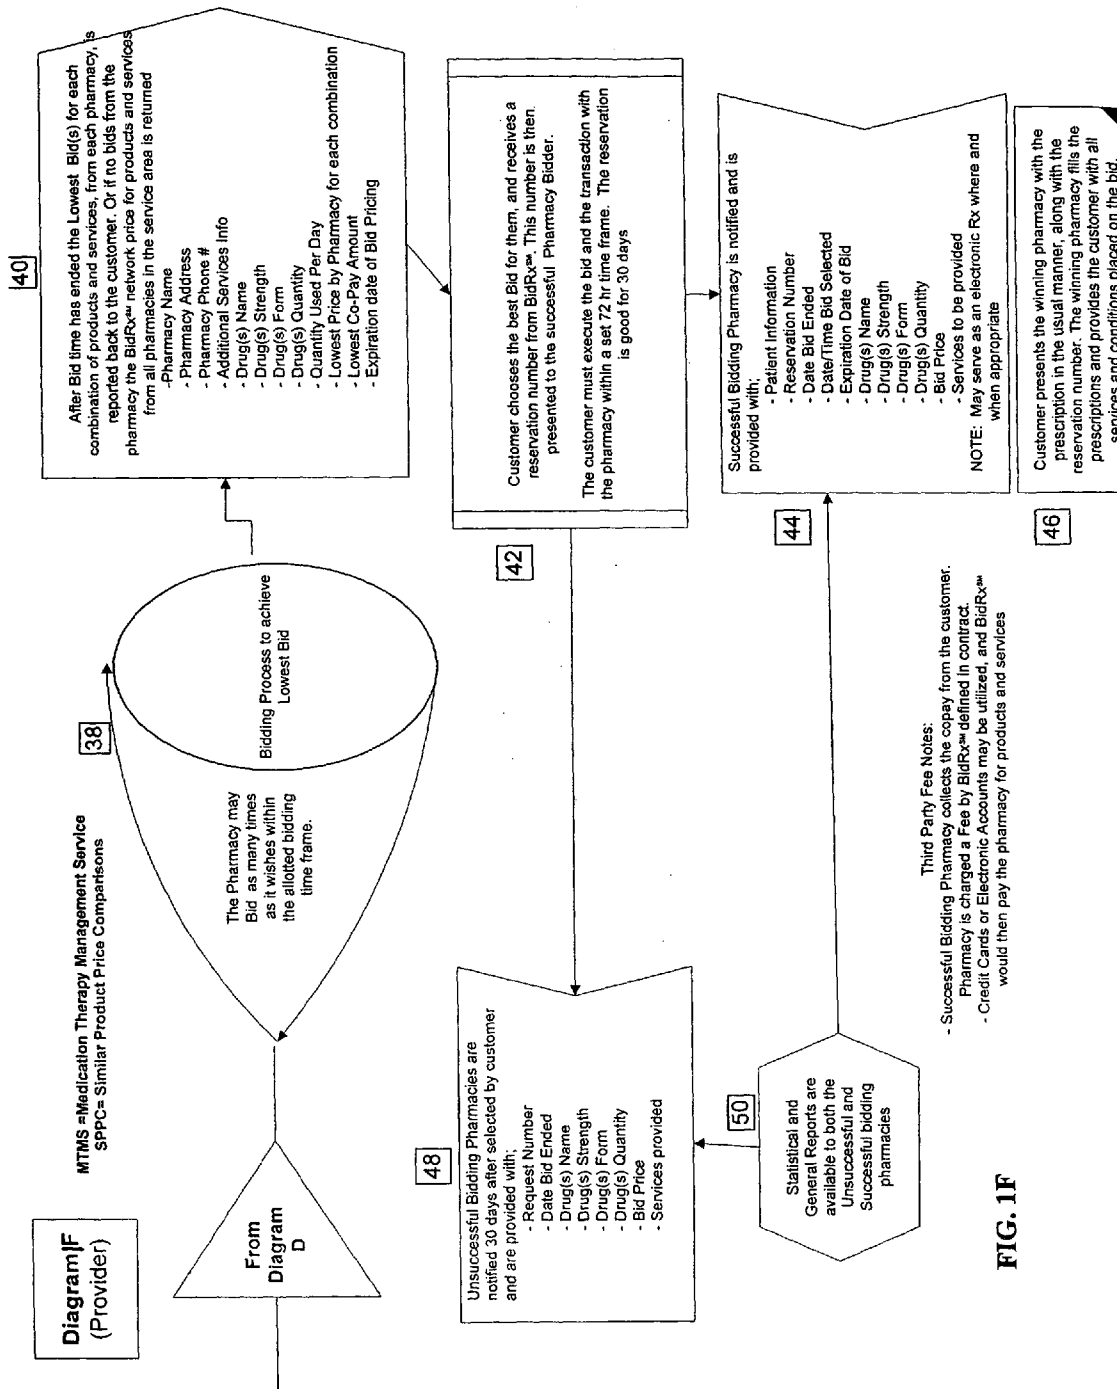 Diagram F
(Provider)
MTMS =Medication Therapy Management Service
SPPC= Similar Product Price Comparisons
From
Diagram
D
38
The Pharmacy may
Bid as many times
as it wishes within
the allotted bidding
time frame.
Bidding Process to achieve
Lowest Bid
40
After Bid time has ended the Lowest Bid(s) for each
combination of products and services, from each pharmacy, is
reported back to the customer. Or if no bids from the
pharmacy the BidRx℠ network price for products and services
from all pharmacies in the service area is returned
-Pharmacy Name
- Pharmacy Address
- Pharmacy Phone #
- Additional Services Info
- Drug(s) Name
- Drug(s) Strength
- Drug(s) Form
- Drug(s) Quantity
- Quantity Used Per Day
- Lowest Price by Pharmacy for each combination
- Lowest Co-Pay Amount
- Expiration date of Bid Pricing
42
Customer chooses the best Bid for them, and receives a
reservation number from BidRx℠. This number is then
presented to the successful Pharmacy Bidder.
The customer must execute the bid and the transaction with
the pharmacy within a set 72 hr time frame. The reservation
is good for 30 days
48
Unsuccessful Bidding Pharmacies are
notified 30 days after selected by customer
and are provided with;
- Request Number
- Date Bid Ended
- Drug(s) Name
- Drug(s) Strength
- Drug(s) Form
- Drug(s) Quantity
- Bid Price
- Services provided
44
Successful Bidding Pharmacy is notified and is
provided with;
- Patient Information
- Reservation Number
- Date Bid Ended
- Date/Time Bid Selected
- Expiration Date of Bid
- Drug(s) Name
- Drug(s) Strength
- Drug(s) Form
- Drug(s) Quantity
- Bid Price
- Services to be provided
NOTE: May serve as an electronic Rx where and
when appropriate
50
Statistical and
General Reports are
available to both the
Unsuccessful and
Successful bidding
pharmacies
Third Party Fee Notes:
- Successful Bidding Pharmacy collects the copay from the customer.
Pharmacy is charged a Fee by BidRx℠ defined in contract.
- Credit Cards or Electronic Accounts may be utilized, and BidRx℠
would then pay the pharmacy for products and services
46
Customer presents the winning pharmacy with the
prescription in the usual manner, along with the
reservation number. The winning pharmacy fills the
prescriptions and provides the customer with all
services and conditions placed on the bid.
FIG. 1F